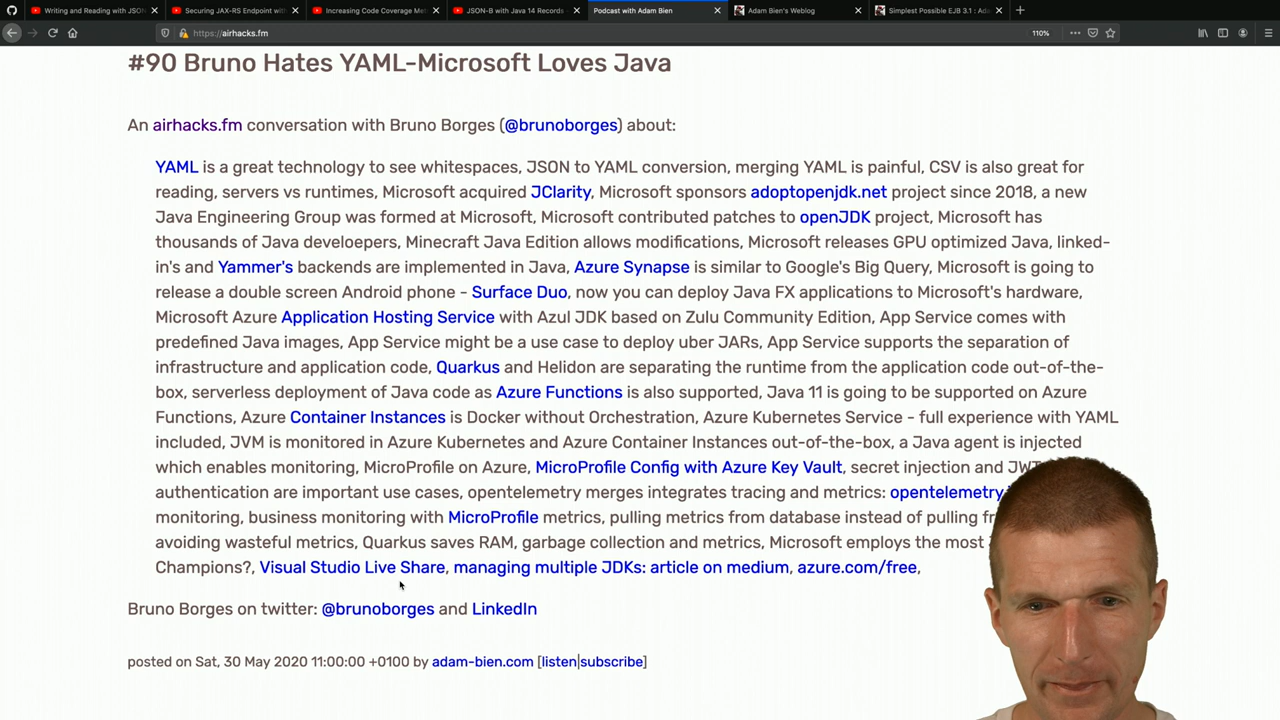 Writing and Reading with JSON
Securing JAX-RS Endpoint with
Increasing Code Coverage Met
JSON-B with Java 14 Records
Podcast with Adam Bien
Adam Bien's Weblog
Simplest Possible EJB 3.1 : Ada
https://airhacks.fm
110%
#90 Bruno Hates YAML-Microsoft Loves Java
An airhacks.fm conversation with Bruno Borges (@brunoborges) about:
YAML is a great technology to see whitespaces, JSON to YAML conversion, merging YAML is painful, CSV is also great for
reading, servers vs runtimes, Microsoft acquired JClarity, Microsoft sponsors adoptopenjdk.net project since 2018, a new
Java Engineering Group was formed at Microsoft, Microsoft contributed patches to openJDK project, Microsoft has
thousands of Java develoepers, Minecraft Java Edition allows modifications, Microsoft releases GPU optimized Java, linked-
in's and Yammer's backends are implemented in Java, Azure Synapse is similar to Google's Big Query, Microsoft is going to
release a double screen Android phone - Surface Duo, now you can deploy Java FX applications to Microsoft's hardware,
Microsoft Azure Application Hosting Service with Azul JDK based on Zulu Community Edition, App Service comes with
predefined Java images, App Service might be a use case to deploy uber JARs, App Service supports the separation of
infrastructure and application code, Quarkus and Helidon are separating the runtime from the application code out-of-the-
box, serverless deployment of Java code as Azure Functions is also supported, Java 11 is going to be supported on Azure
Functions, Azure Container Instances is Docker without Orchestration, Azure Kubernetes Service - full experience with YAML
included, JVM is monitored in Azure Kubernetes and Azure Container Instances out-of-the-box, a Java agent is injected
which enables monitoring, MicroProfile on Azure, MicroProfile Config with Azure Key Vault, secret injection and JWT
authentication are important use cases, opentelemetry merges integrates tracing and metrics: opentelemetry
monitoring, business monitoring with MicroProfile metrics, pulling metrics from database instead of pulling
avoiding wasteful metrics, Quarkus saves RAM, garbage collection and metrics, Microsoft employs the most
Champions?, Visual Studio Live Share, managing multiple JDKs: article on medium, azure.com/free,
Bruno Borges on twitter: @brunoborges and LinkedIn
posted on Sat, 30 May 2020 11:00:00 +0100 by adam-bien.com [listen|subscribe]